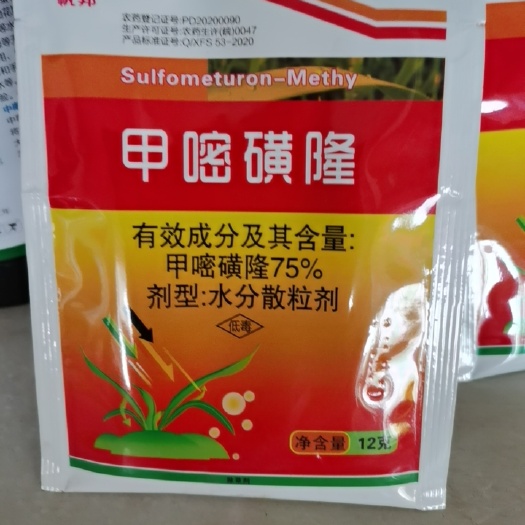 农药登记证号:PD20200090
生产许可证号:农药生许(皖)0047
产品标准证号:Q/XFS 53-2020
Sulfometuron-Methy
甲嘧磺隆
有效成分及其含量:
甲嘧磺隆75%
剂型:水分散粒剂
低毒
净含量 12克
除草剂